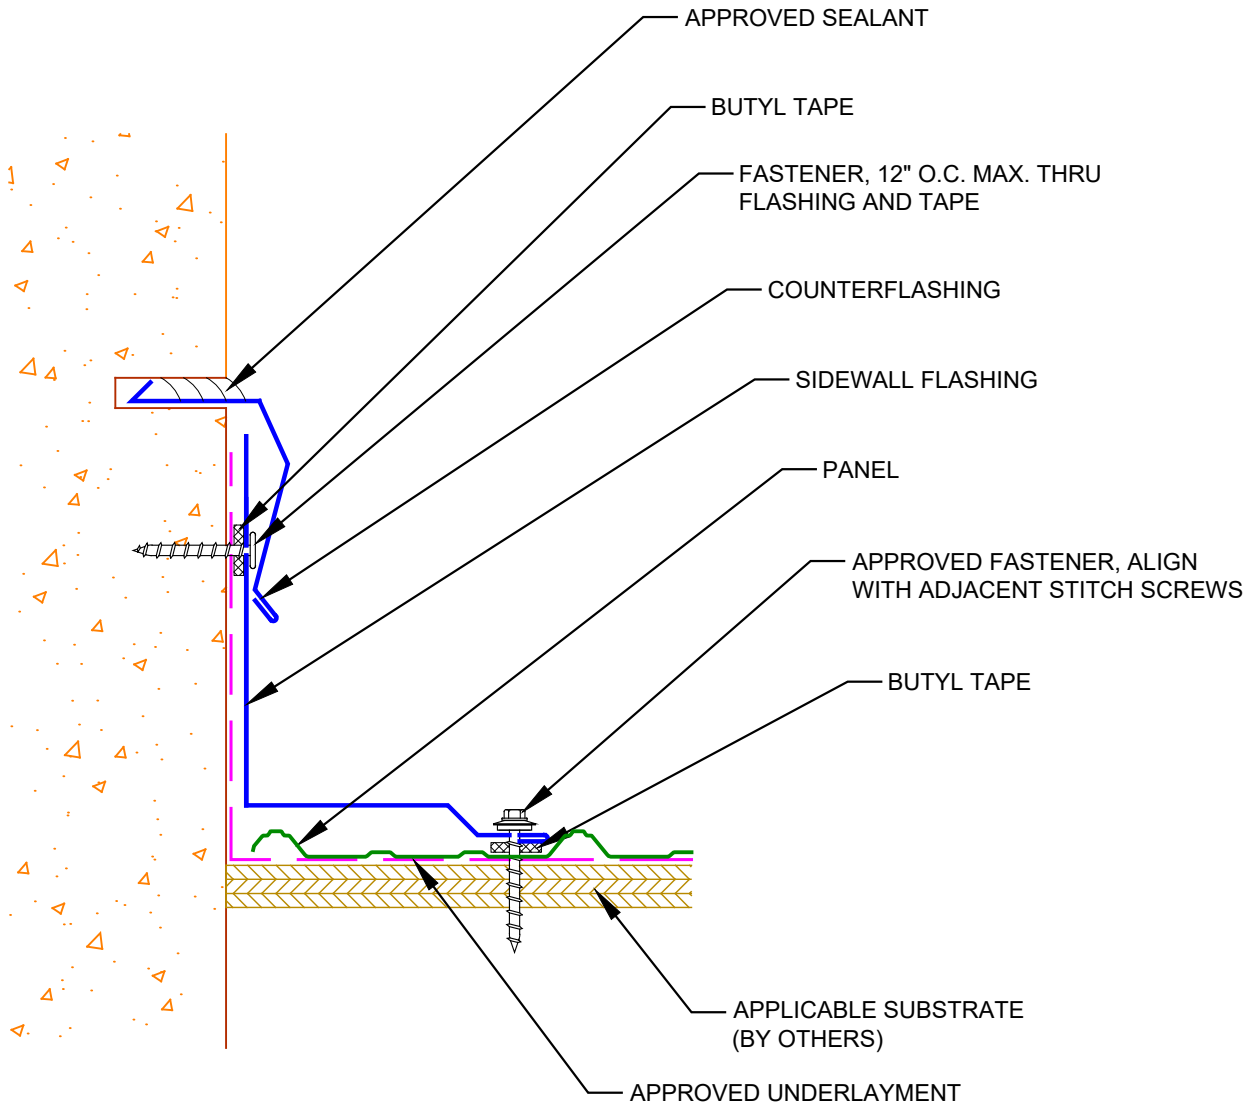 APPROVED SEALANT
BUTYL TAPE
FASTENER, 12" O.C. MAX. THRU
FLASHING AND TAPE
COUNTERFLASHING
SIDEWALL FLASHING
PANEL
APPROVED FASTENER, ALIGN
WITH ADJACENT STITCH SCREWS
BUTYL TAPE
APPLICABLE SUBSTRATE
(BY OTHERS)
APPROVED UNDERLAYMENT